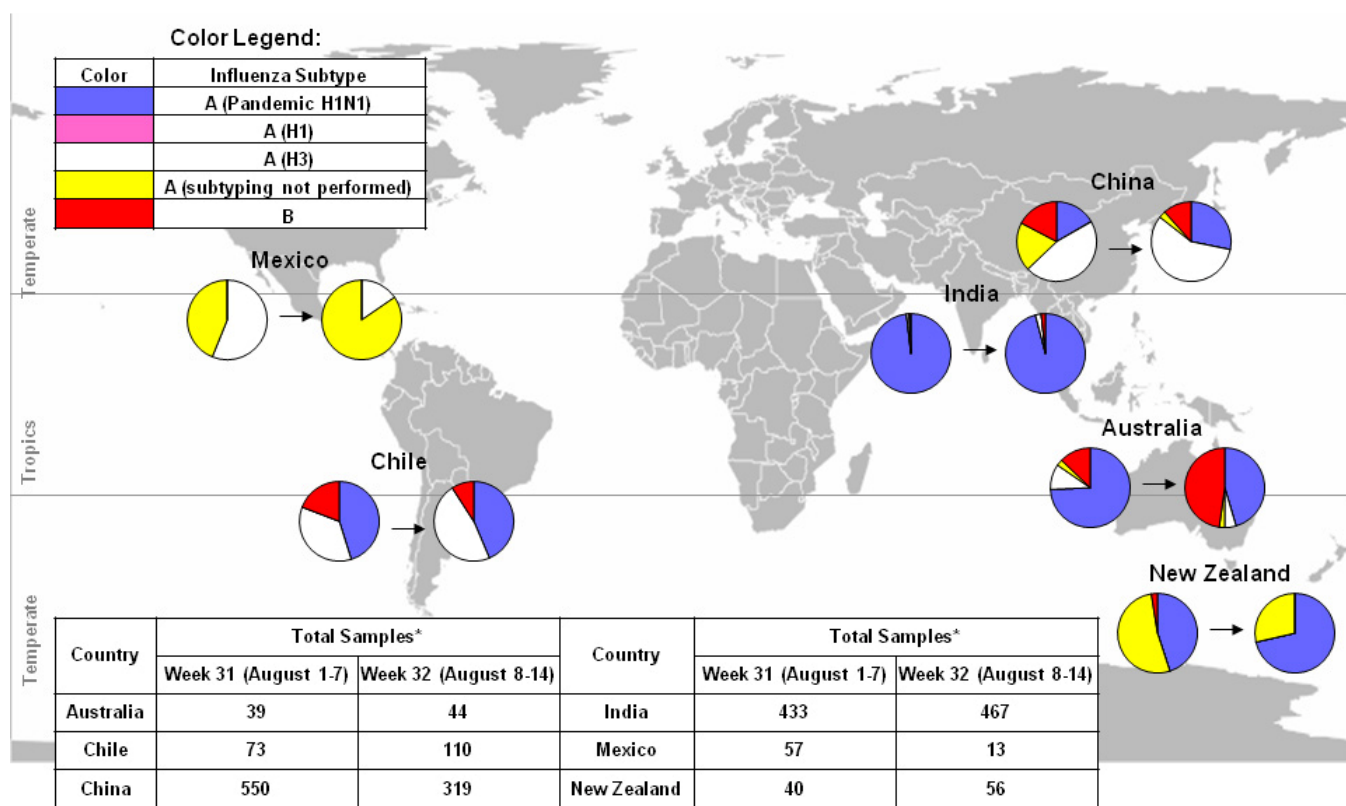 Color Legend:
Color Influenza Subtype
A (Pandemic H1N1)
A (H1)
A (H3)
A (subtyping not performed)
B
Temperate
Tropics
Temperate
Mexico
China
India
Chile
Australia
New Zealand
Country Total Samples* Country Total Samples*
Week 31 (August 1-7) Week 32 (August 8-14) Week 31 (August 1-7) Week 32 (August 8-14)
Australia 39 44 India 433 467
Chile 73 110 Mexico 57 13
China 550 319 New Zealand 40 56